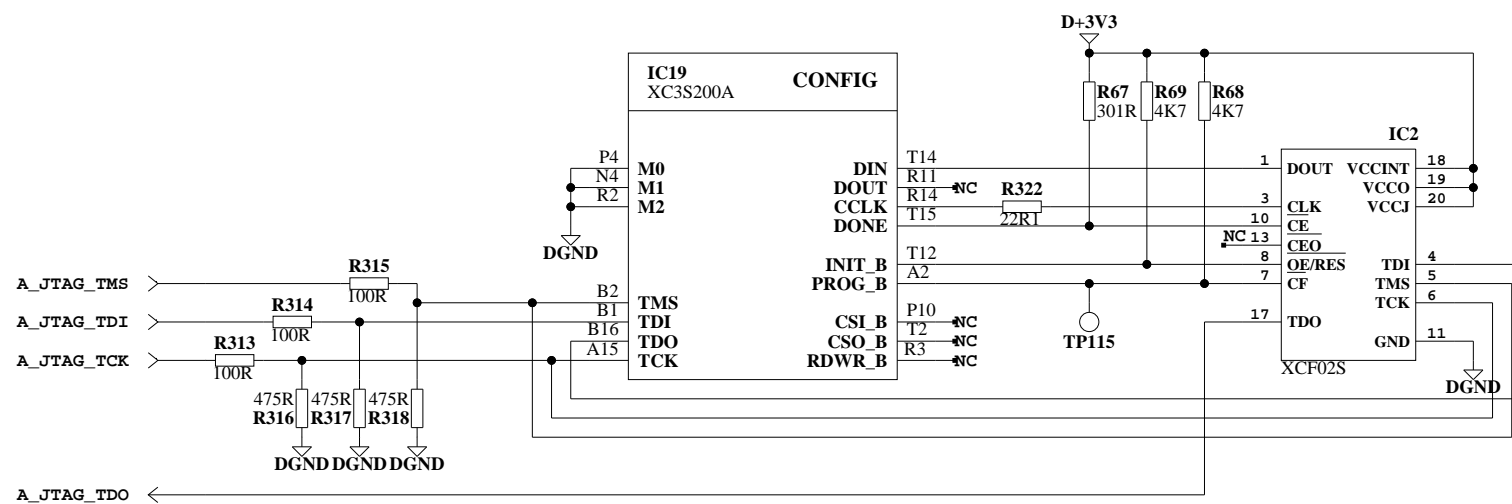 D+3V3
IC19
XC3S200A
CONFIG
R67
301R
R69
4K7
R68
4K7
IC2
P4
M0
N4
M1
R2
M2
DGND
DIN
T14
DOUT
R11
NC
CCLK
R14
R322
22R1
DONE
T15
INIT_B
T12
PROG_B
A2
TP115
CSI_B
P10
NC
CSO_B
T2
NC
RDWR_B
R3
NC
1
DOUT
VCCINT
18
VCCO
19
3
CLK
VCCJ
20
10
CE
NC
13
CEO
8
OE/RES
TDI
4
7
CF
TMS
5
TCK
6
17
TDO
GND
11
XCF02S
DGND
A_JTAG_TMS
R315
100R
B2
TMS
A_JTAG_TDI
R314
100R
B1
TDI
B16
TDO
A_JTAG_TCK
R313
100R
A15
TCK
475R
R316
475R
R317
475R
R318
DGND
DGND
DGND
A_JTAG_TDO